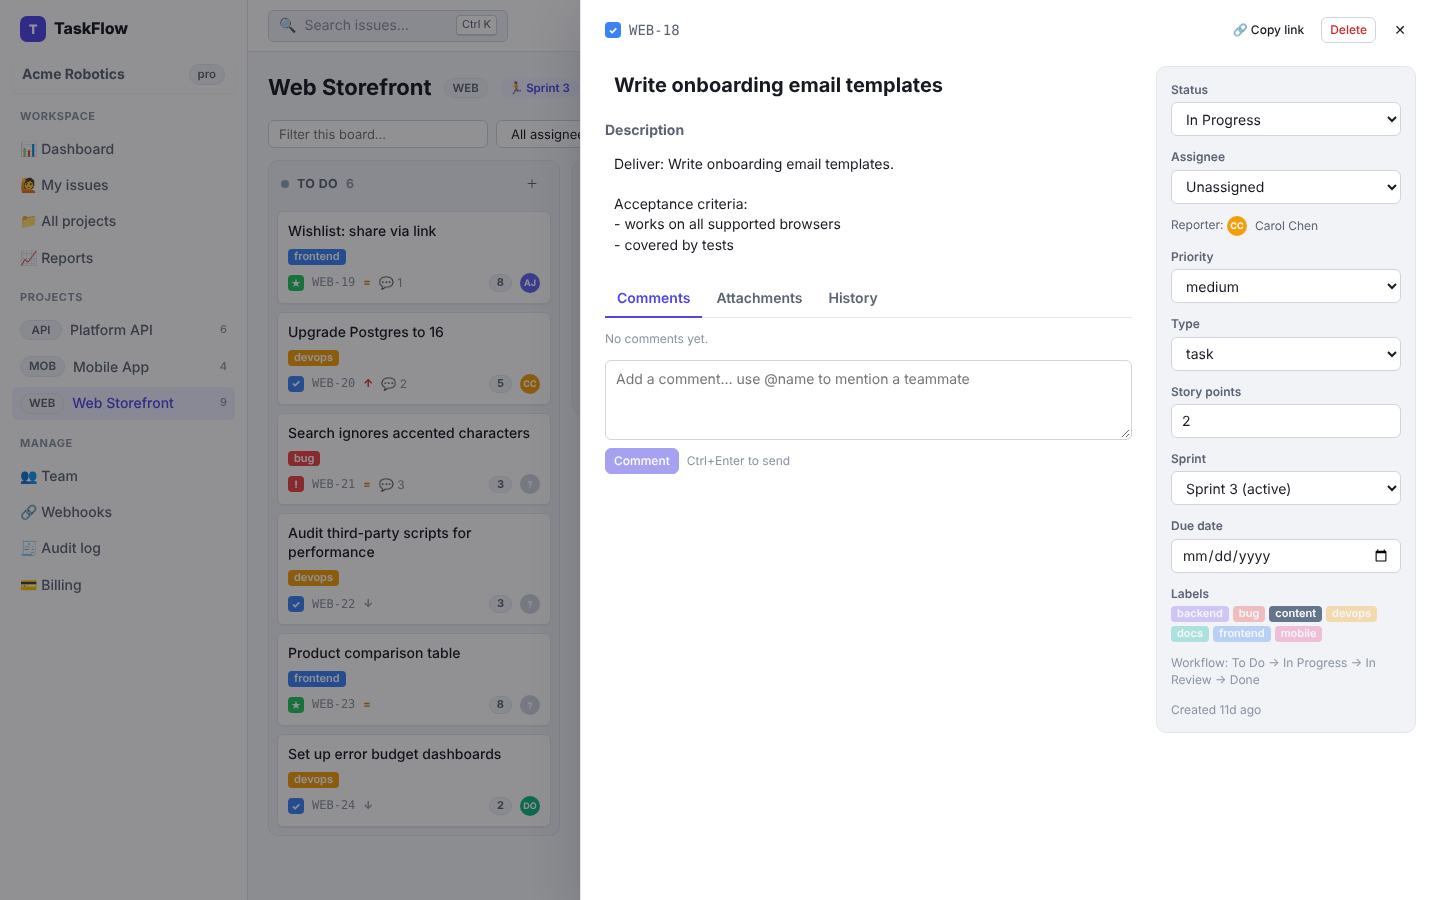 T TaskFlow
Acme Robotics pro
WORKSPACE
Dashboard
My issues
All projects
Reports
PROJECTS
API Platform API 6
MOB Mobile App 4
WEB Web Storefront 9
MANAGE
Team
Webhooks
Audit log
Billing
Search issues... Ctrl K
Web Storefront WEB Sprint 3
Filter this board... All assignee
TO DO 6 +
Wishlist: share via link
frontend
WEB-19 = 1 8 AJ
Upgrade Postgres to 16
devops
WEB-20 ↑ 2 5 CC
Search ignores accented characters
bug
! WEB-21 = 3 3 ?
Audit third-party scripts for
performance
devops
WEB-22 ↓ 3 ?
Product comparison table
frontend
WEB-23 = 8 ?
Set up error budget dashboards
devops
WEB-24 ↓ 2 DO
WEB-18
Copy link Delete ✕
Write onboarding email templates
Description
Deliver: Write onboarding email templates.
Acceptance criteria:
- works on all supported browsers
- covered by tests
Comments Attachments History
No comments yet.
Add a comment... use @name to mention a teammate
Comment Ctrl+Enter to send
Status
In Progress
Assignee
Unassigned
Reporter: CC Carol Chen
Priority
medium
Type
task
Story points
2
Sprint
Sprint 3 (active)
Due date
mm/dd/yyyy
Labels
backend bug content devops
docs frontend mobile
Workflow: To Do → In Progress → In
Review → Done
Created 11d ago